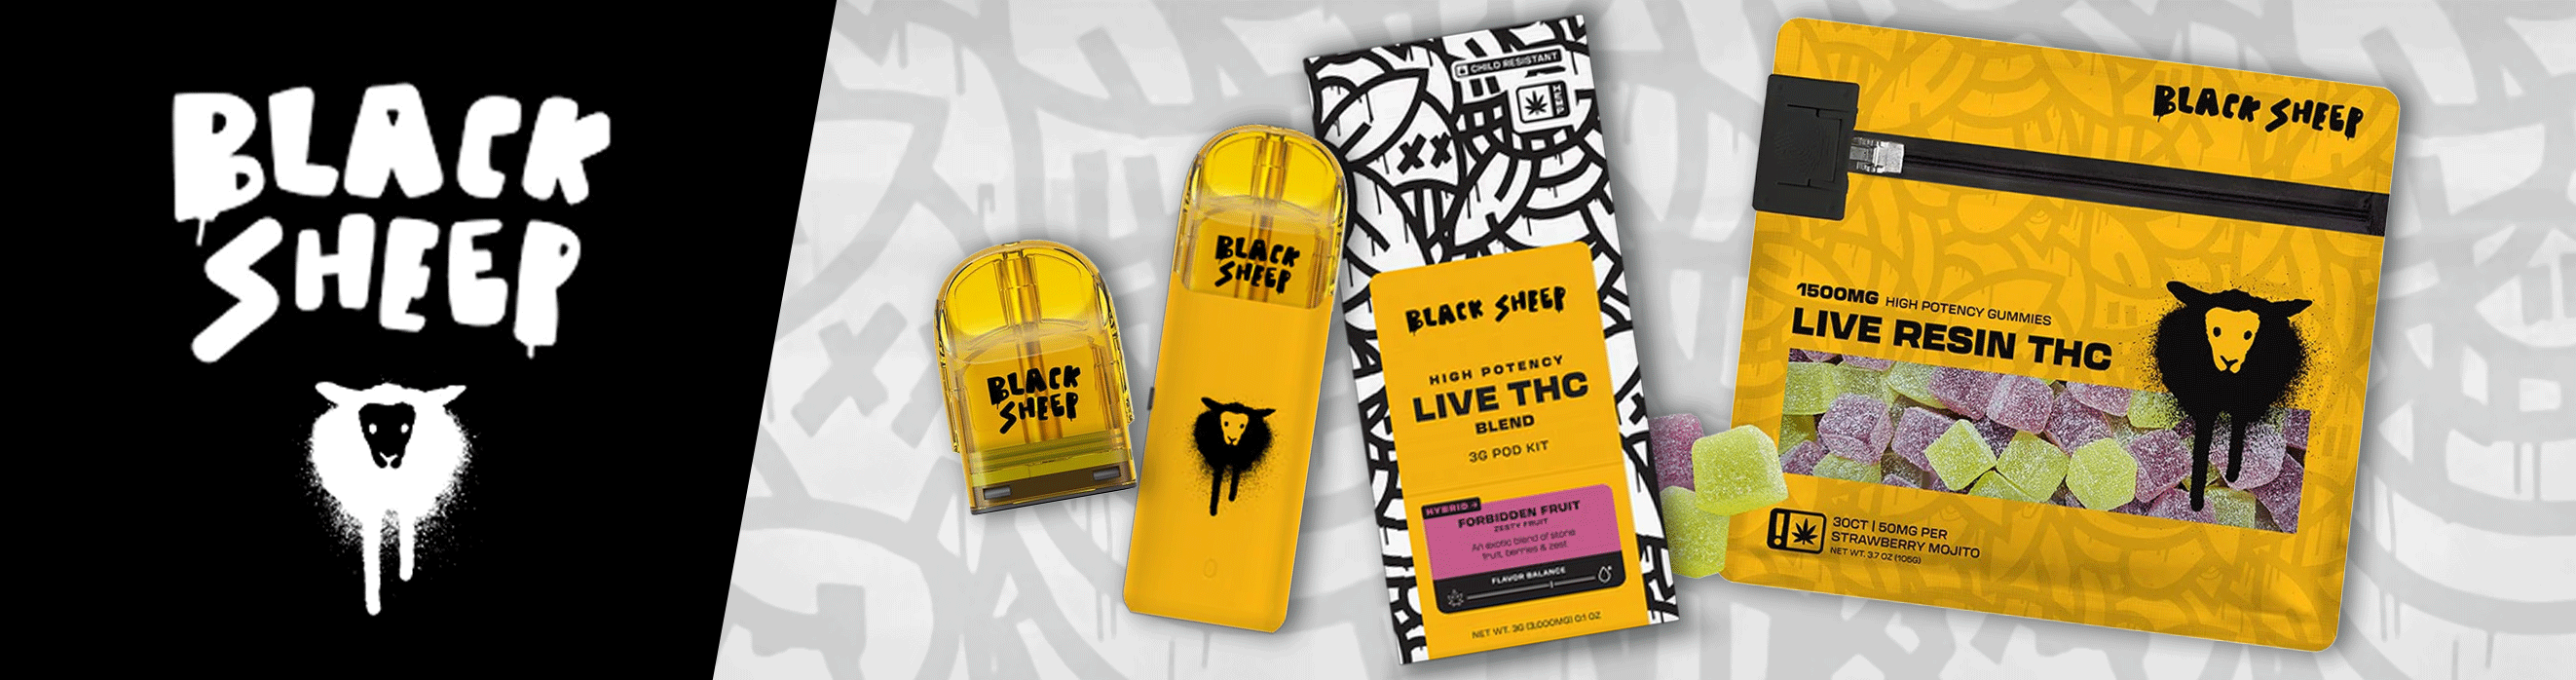 BLACK
SHEEP
BLACK
SHEEP
BLACK
SHEEP
CHILD RESISTANT
BLACK SHEEP
HIGH POTENCY
LIVE THC
BLEND
3G POD KIT
HYBRID
FORBIDDEN FRUIT
ZESTY FRUIT
An exotic blend of stone
fruit, berries & zest
FLAVOR BALANCE
NET WT. 3G (3,000MG) 0.1 OZ
BLACK SHEEP
1500MG HIGH POTENCY GUMMIES
LIVE RESIN THC
30CT | 50MG PER
STRAWBERRY MOJITO
NET WT. 3.7 OZ (105G)